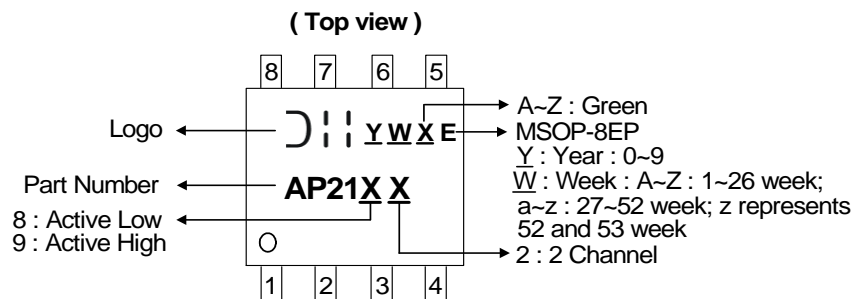 ( Top view )
8 7 6 5
Logo
Y W X E
A~Z : Green
MSOP-8EP
Y : Year : 0~9
W : Week : A~Z : 1~26 week;
a~z : 27~52 week; z represents
52 and 53 week
Part Number
AP21X X
8 : Active Low
9 : Active High
2 : 2 Channel
1 2 3 4